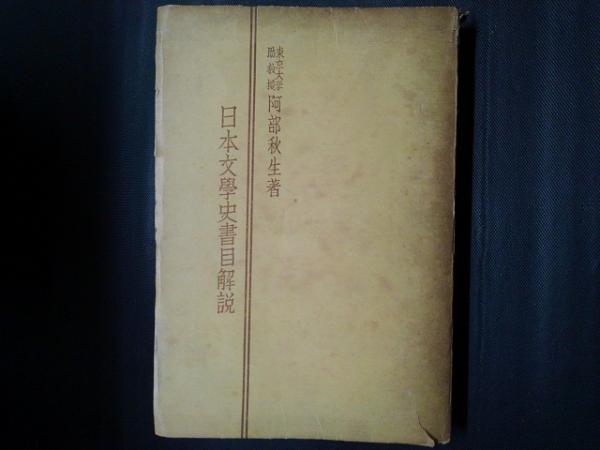 東京大学
助教授
阿部秋生著
日本文學史書目解説